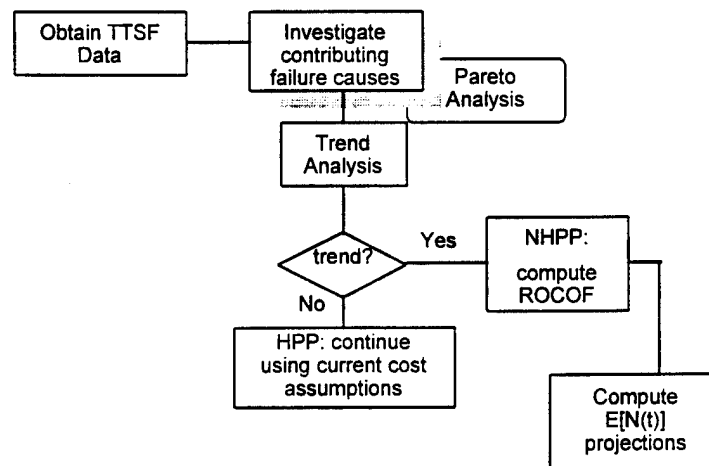 Obtain TTSF
Data
Investigate
contributing
failure causes
Pareto
Analysis
Trend
Analysis
trend?
Yes
No
NHPP:
compute
ROCOF
HPP: continue
using current cost
assumptions
Compute
E[N(t)]
projections